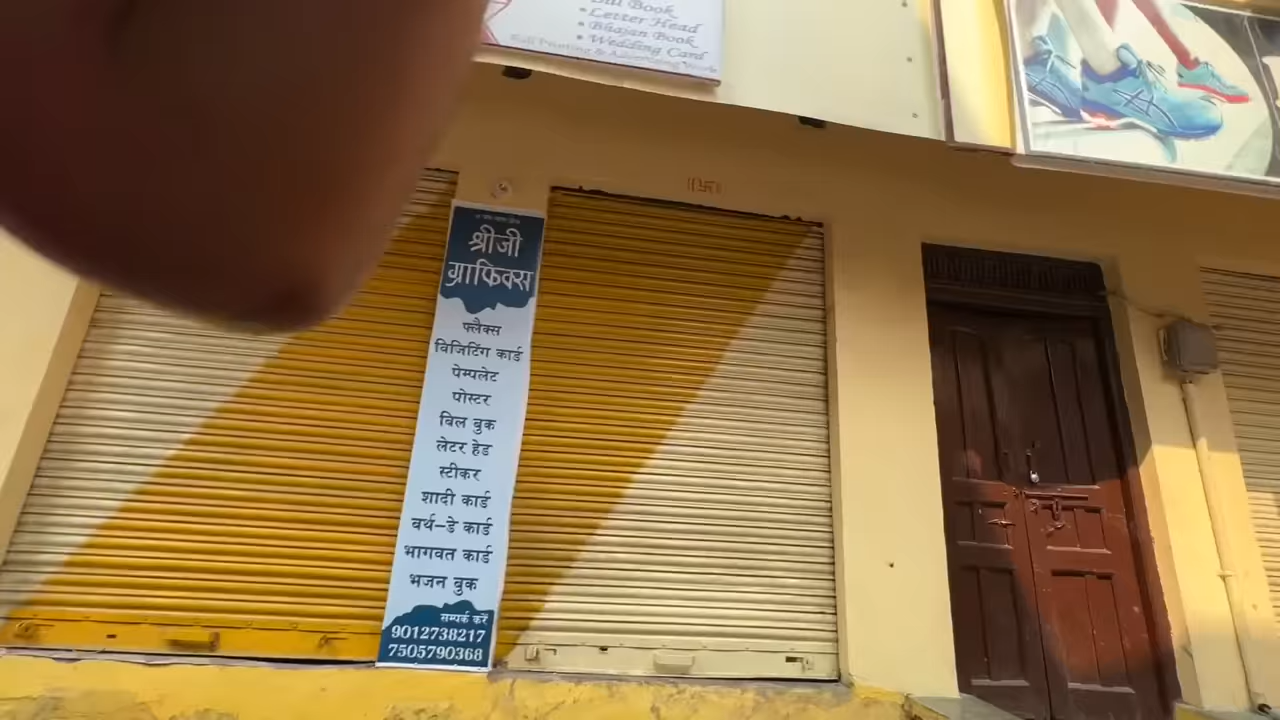 Book
• Letter Head
• Bhajan Book
• Wedding Card
श्रीजी
ग्राफिक्स
फ्लैक्स
विजिटिंग कार्ड
पेम्पलेट
पोस्टर
बिल बुक
लेटर हेड
स्टीकर
शादी कार्ड
बर्थ-डे कार्ड
भागवत कार्ड
भजन बुक
सम्पर्क करें
9012738217
7505790368